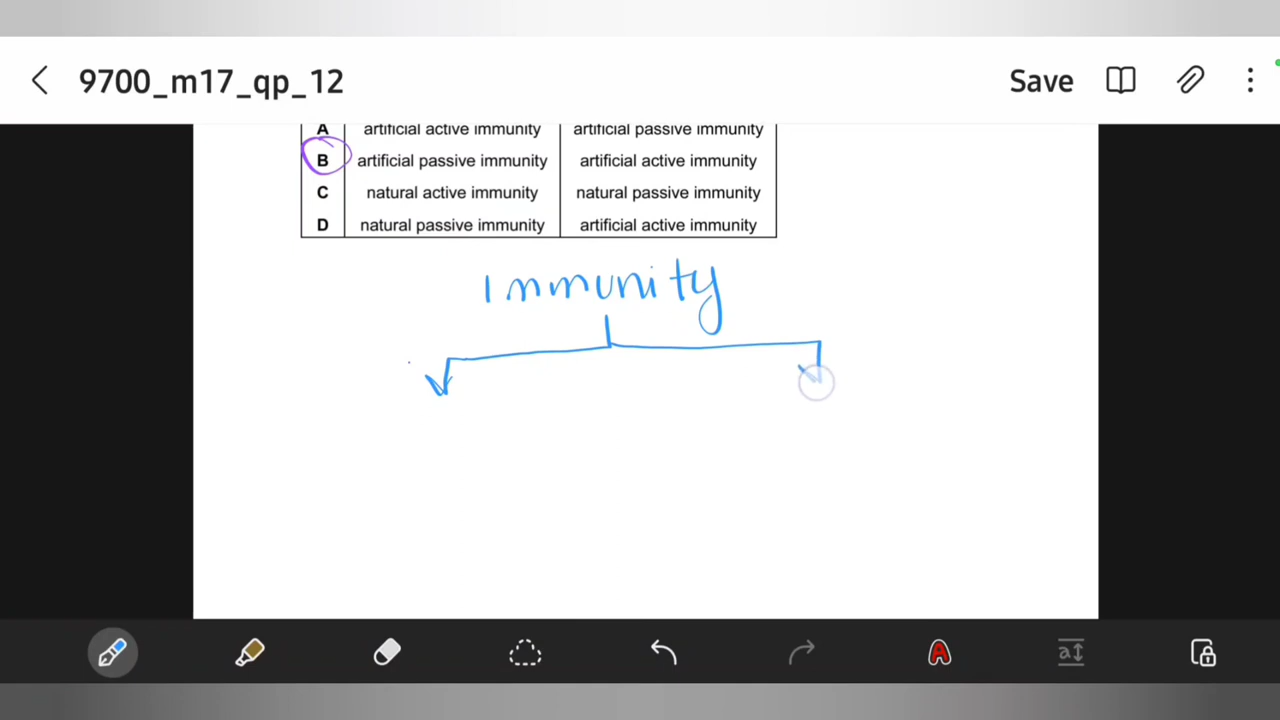 9700_m17_qp_12 Save
A artificial active immunity artificial passive immunity
B artificial passive immunity artificial active immunity
C natural active immunity natural passive immunity
D natural passive immunity artificial active immunity
Immunity
A a